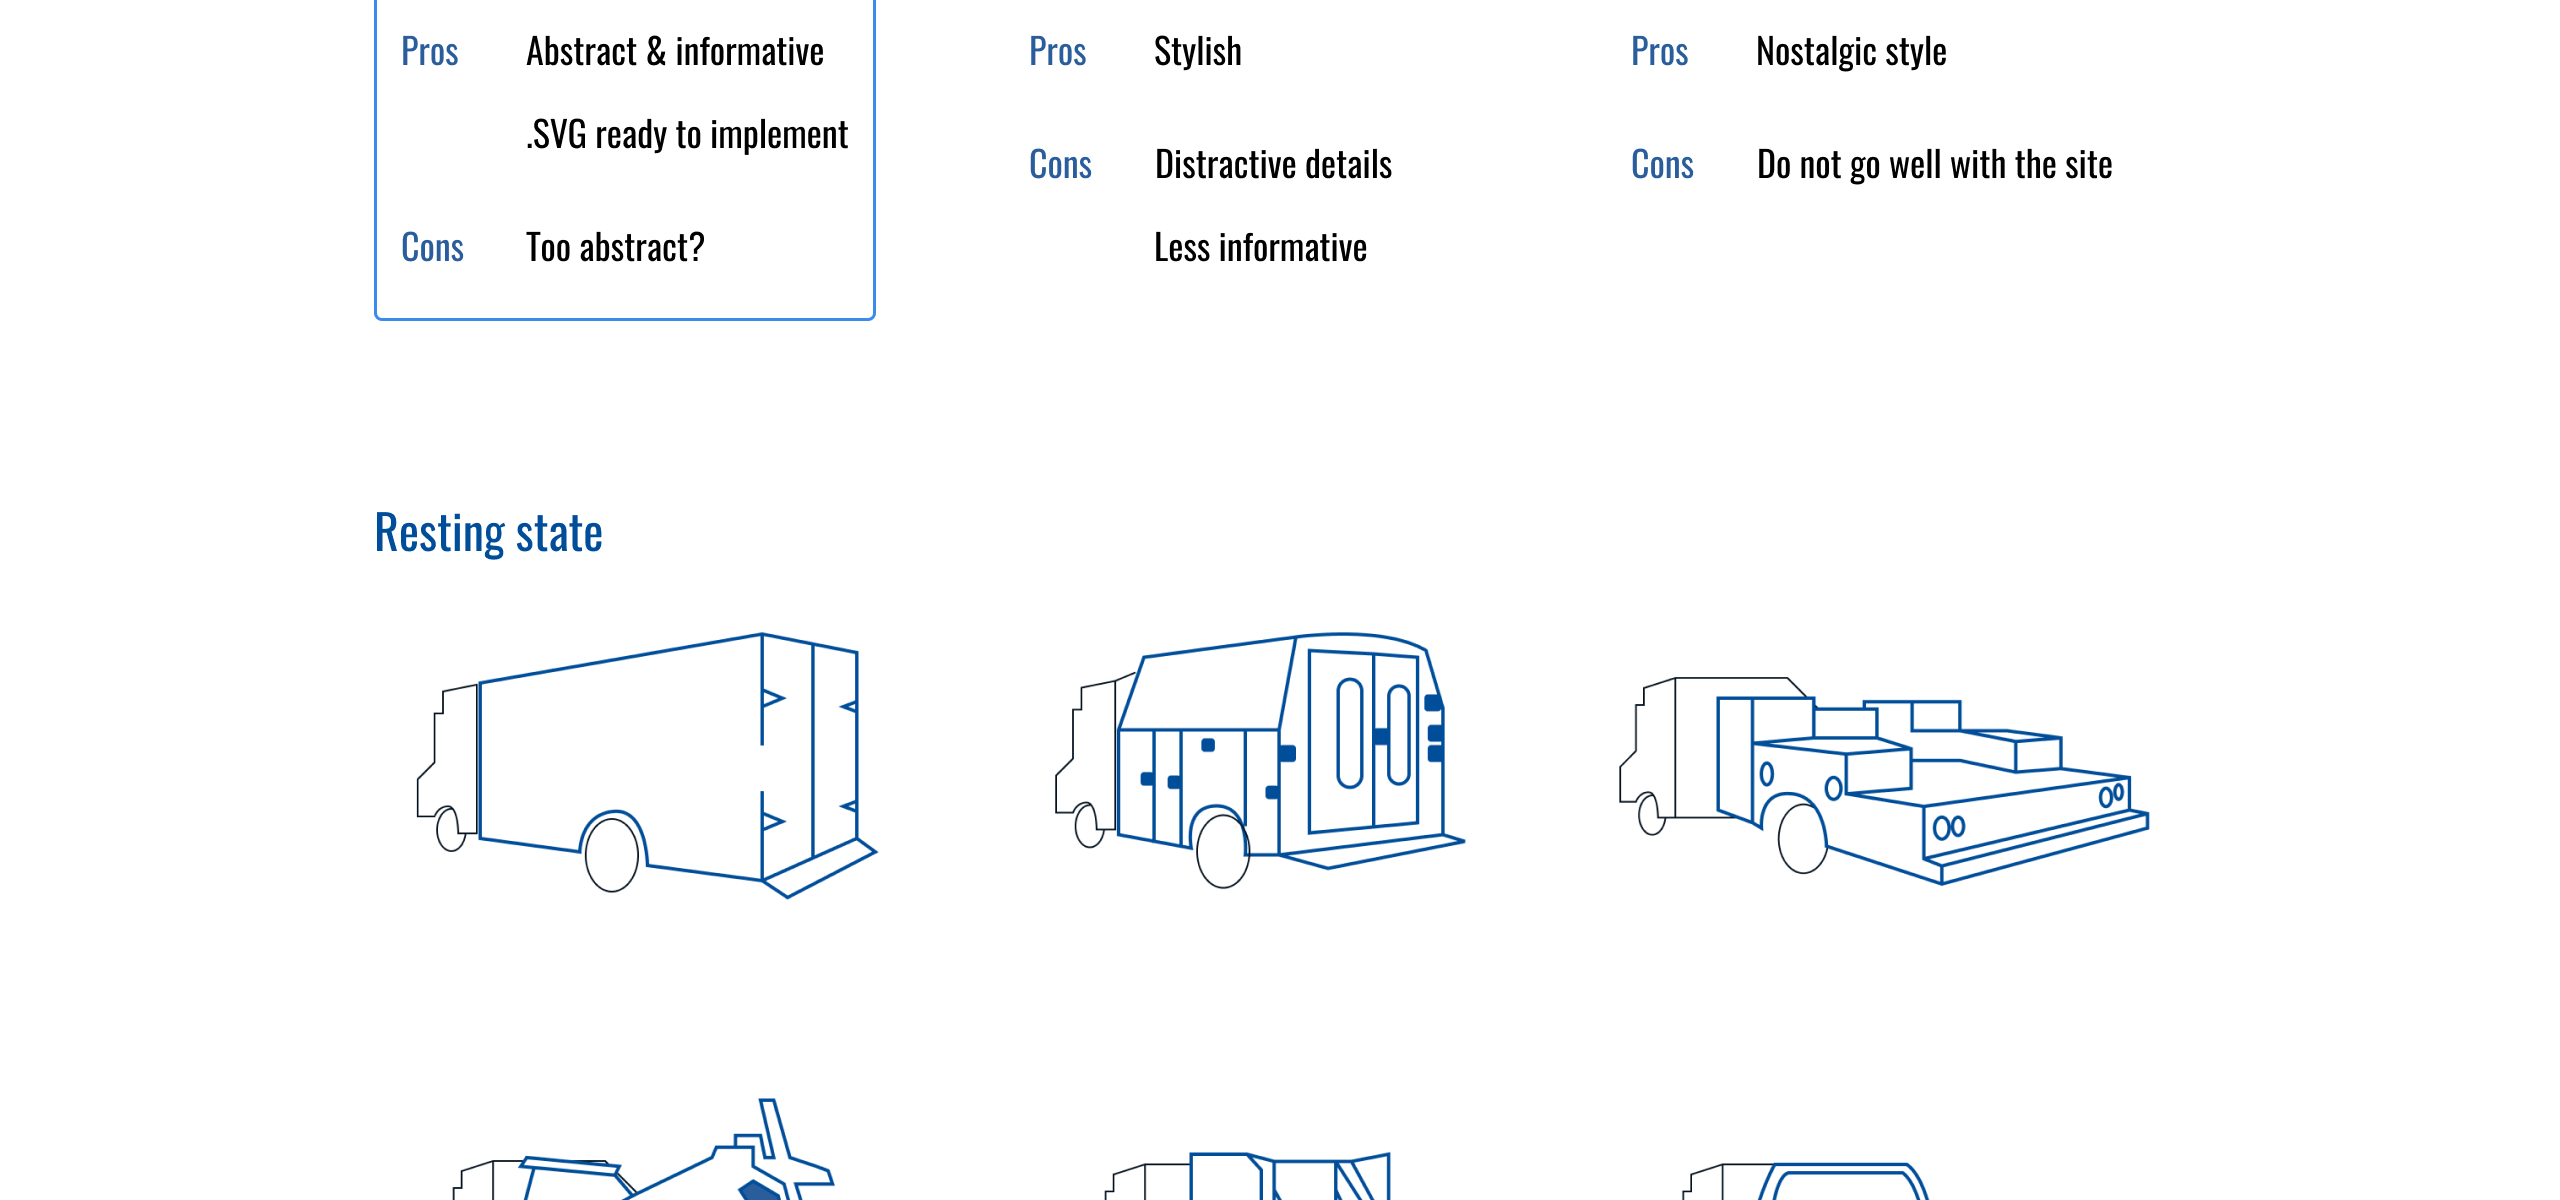 Pros Abstract & informative
.SVG ready to implement
Cons Too abstract?
Pros Stylish
Cons Distractive details
Less informative
Pros Nostalgic style
Cons Do not go well with the site
Resting state